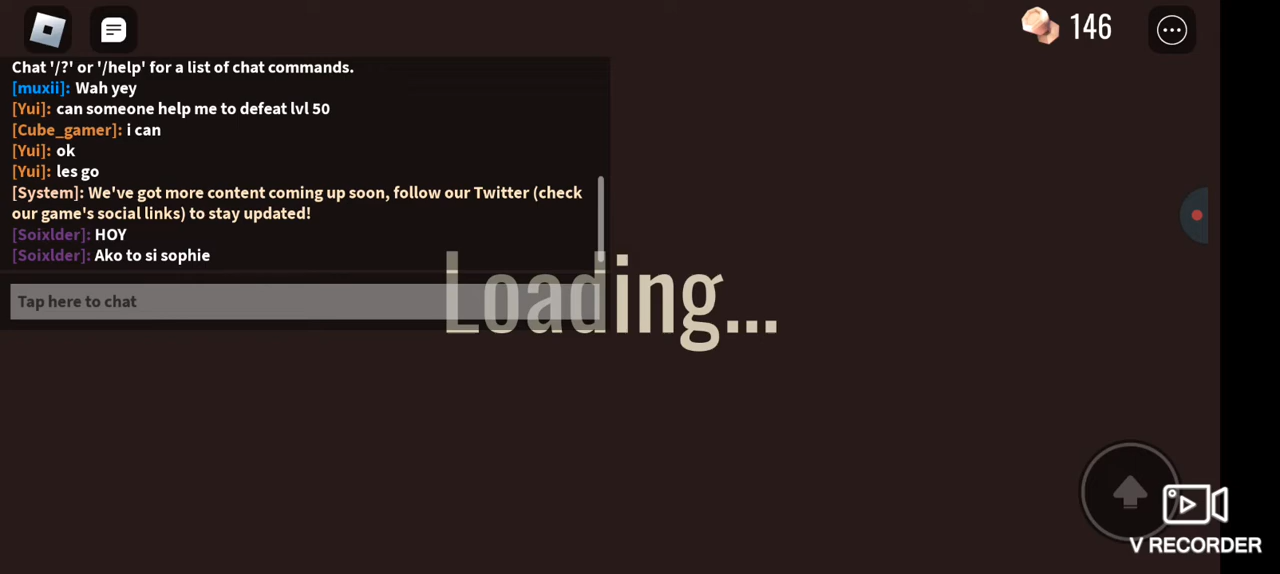 146
Chat '/?' or '/help' for a list of chat commands.
[muxii]: Wah yey
[Yui]: can someone help me to defeat lvl 50
[Cube_gamer]: i can
[Yui]: ok
[Yui]: les go
[System]: We've got more content coming up soon, follow our Twitter (check
our game's social links) to stay updated!
[Soixlder]: HOY
[Soixlder]: Ako to si sophie
Tap here to chat
Loading...
V RECORDER